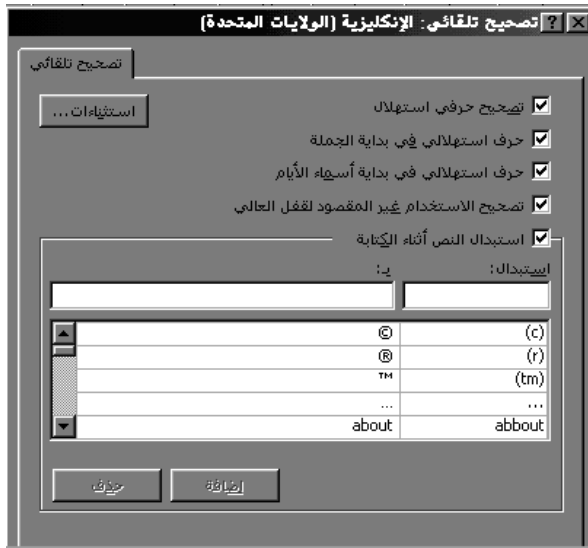 تصحيح تلقائي: الإنكليزية (الولايات المتحدة)
تصحيح تلقائي
تصحيح حرفي استهلال
استثناءات...
حرف استهلالي في بداية الجملة
حرف استهلالي في بداية أسماء الأيام
تصحيح الاستخدام غير المقصود لقفل العالي
استبدال النص أثناء الكتابة
استبدال:
بـ:
(c) ©
(r) ®
(tm) ™
... ...
abbout about
إضافة
حذف